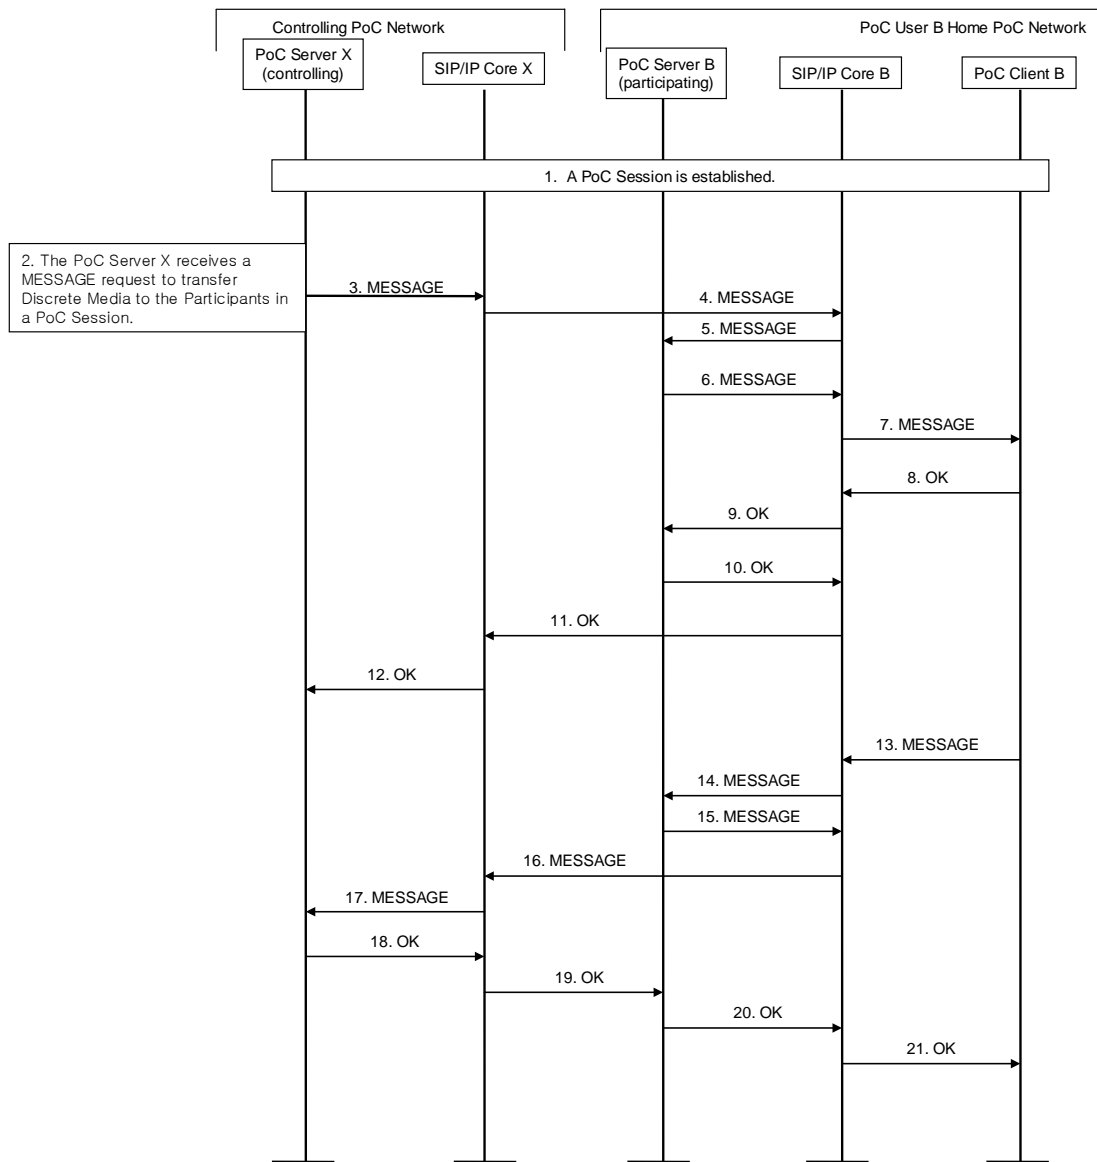 Controlling PoC Network
PoC User B Home PoC Network
PoC Server X
(controlling)
SIP/IP Core X
PoC Server B
(participating)
SIP/IP Core B
PoC Client B
1. A PoC Session is established.
2. The PoC Server X receives a
MESSAGE request to transfer
Discrete Media to the Participants in
a PoC Session.
3. MESSAGE
4. MESSAGE
5. MESSAGE
6. MESSAGE
7. MESSAGE
8. OK
9. OK
10. OK
11. OK
12. OK
13. MESSAGE
14. MESSAGE
15. MESSAGE
16. MESSAGE
17. MESSAGE
18. OK
19. OK
20. OK
21. OK